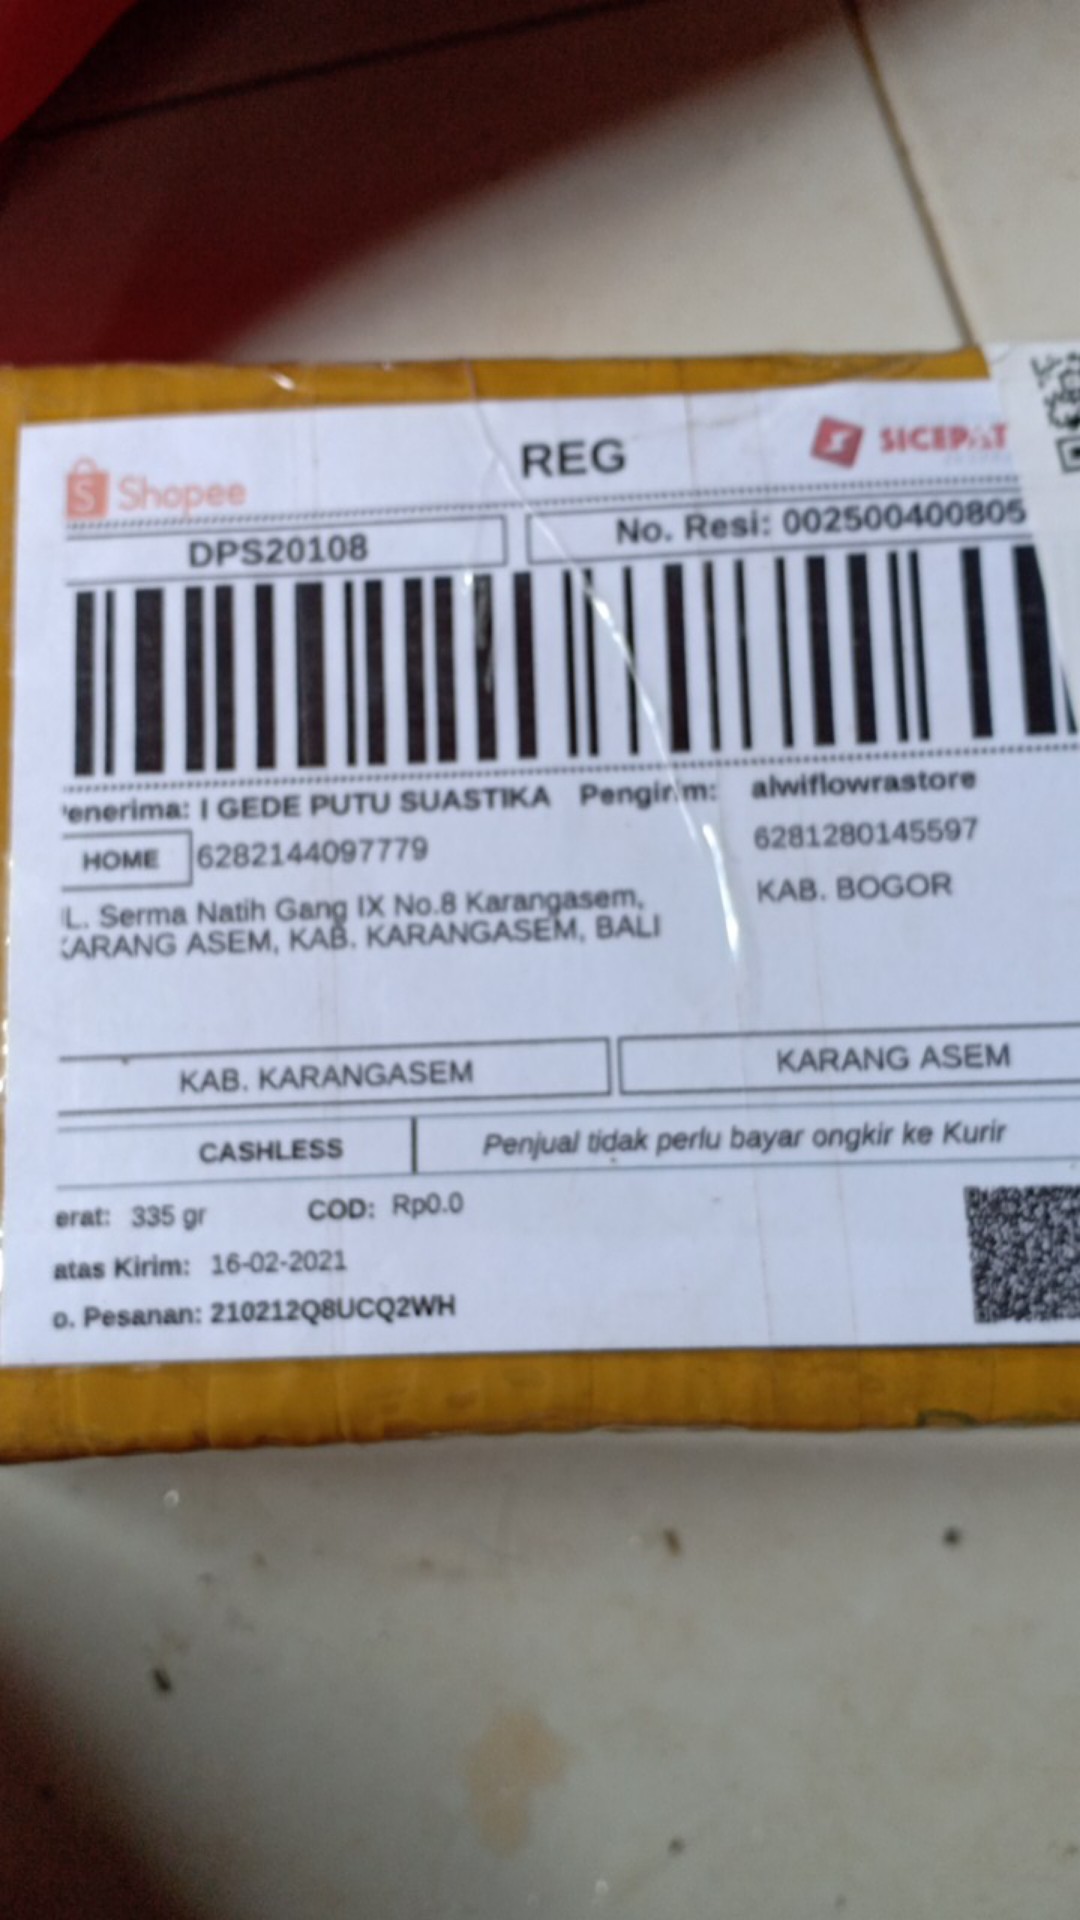 Shopee
REG
SICEPAT
DPS20108
No. Resi: 002500400805
enerima: I GEDE PUTU SUASTIKA
Pengirim: alwiflowrastore
HOME 6282144097779
6281280145597
L. Serma Natih Gang IX No.8 Karangasem,
KAB. BOGOR
KARANG ASEM, KAB. KARANGASEM, BALI
KAB. KARANGASEM
KARANG ASEM
CASHLESS
Penjual tidak perlu bayar ongkir ke Kurir
erat: 335 gr
COD: Rp0.0
atas Kirim: 16-02-2021
o. Pesanan: 210212Q8UCQ2WH